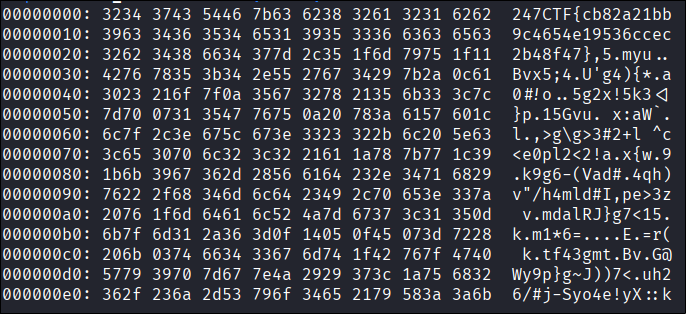 00000000: 3234 3743 5446 7b63 6238 3261 3231 6262 247CTF{cb82a21bb
00000010: 3963 3436 3534 6531 3935 3336 6363 6563 9c4654e19536ccec
00000020: 3262 3438 6634 377d 2c35 1f6d 7975 1f11 2b48f47},5.myu..
00000030: 4276 7835 3b34 2e55 2767 3429 7b2a 0c61 Bvx5;4.U'g4){*.a
00000040: 3023 216f 7f0a 3567 3278 2135 6b33 3c7c 0#!o..5g2x!5k3<|
00000050: 7d70 0731 3547 7675 0a20 783a 6157 601c }p.15Gvu. x:aW`.
00000060: 6c7f 2c3e 675c 673e 3323 322b 6c20 5e63 l.,>g\g>3#2+l ^c
00000070: 3c65 3070 6c32 3c32 2161 1a78 7b77 1c39 <e0pl2<2!a.x{w.9
00000080: 1b6b 3967 362d 2856 6164 232e 3471 6829 .k9g6-(Vad#.4qh)
00000090: 7622 2f68 346d 6c64 2349 2c70 653e 337a v"/h4mld#I,pe>3z
000000a0: 2076 1f6d 6461 6c52 4a7d 6737 3c31 350d v.mdalRJ}g7<15.
000000b0: 6b7f 6d31 2a36 3d0f 1405 0f45 073d 7228 k.m1*6=....E.=r(
000000c0: 206b 0374 6634 3367 6d74 1f42 767f 4740 k.tf43gmt.Bv.G@
000000d0: 5779 3970 7d67 7e4a 2929 373c 1a75 6832 Wy9p}g~J))7<.uh2
000000e0: 362f 236a 2d53 796f 3465 2179 583a 3a6b 6/#j-Syo4e!yX::k